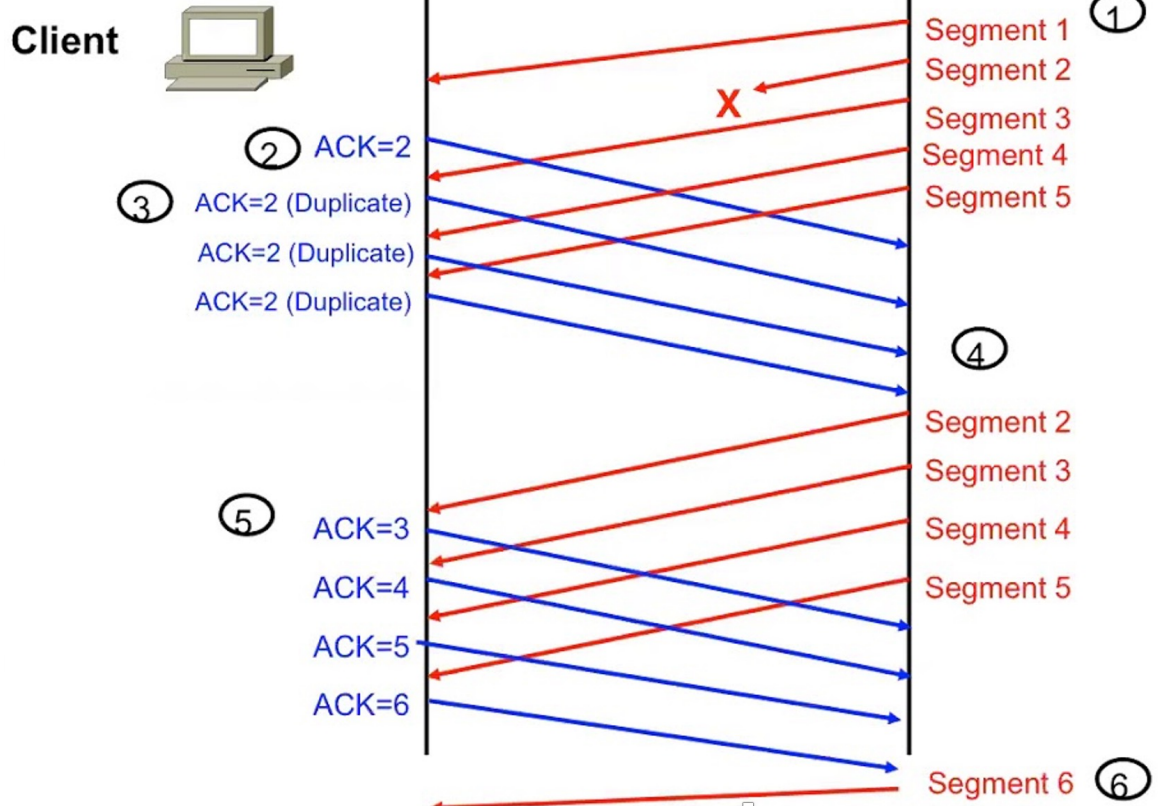 1
Segment 1
Client
Segment 2
X
Segment 3
2 ACK=2
Segment 4
3 ACK=2 (Duplicate)
Segment 5
ACK=2 (Duplicate)
ACK=2 (Duplicate)
4
Segment 2
Segment 3
5
ACK=3
Segment 4
ACK=4
Segment 5
ACK=5
ACK=6
Segment 6 6